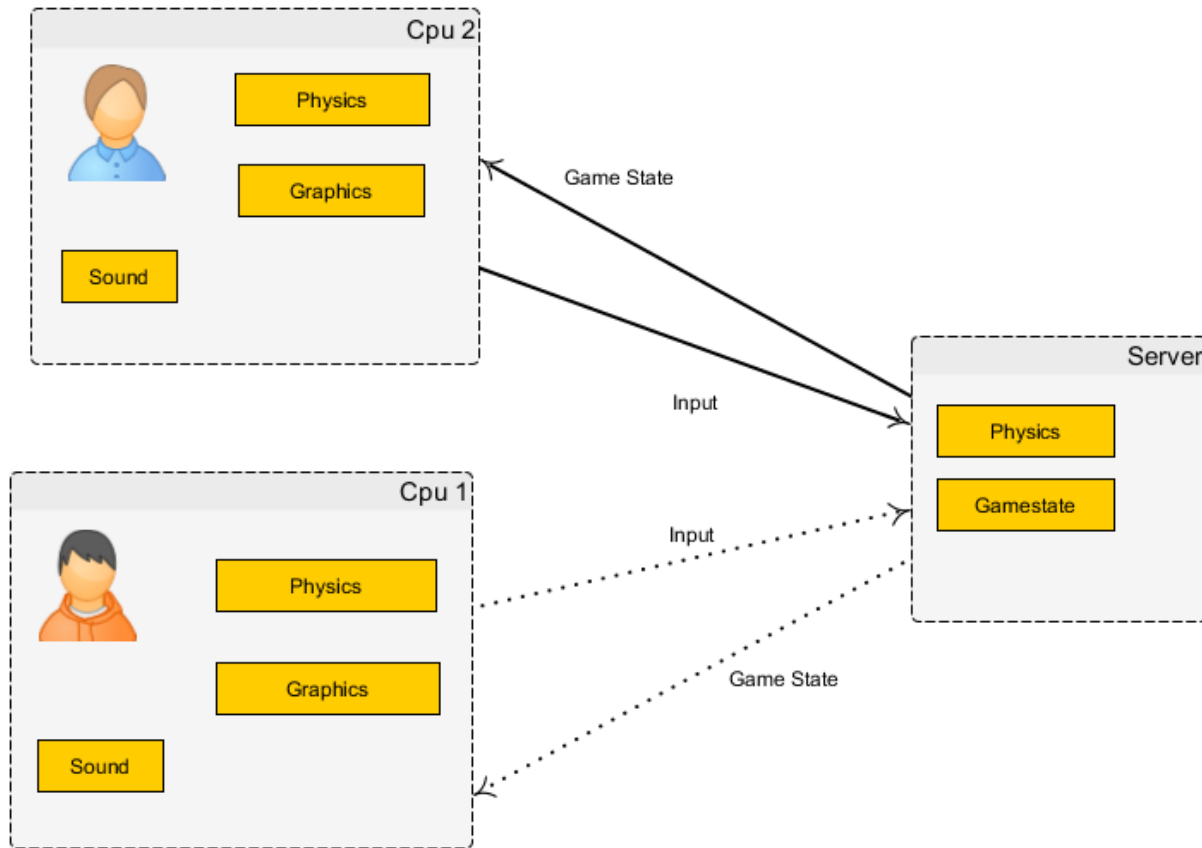 Cpu 2
Physics
Graphics
Sound
Game State
Input
Server
Physics
Gamestate
Cpu 1
Physics
Graphics
Sound
Input
Game State